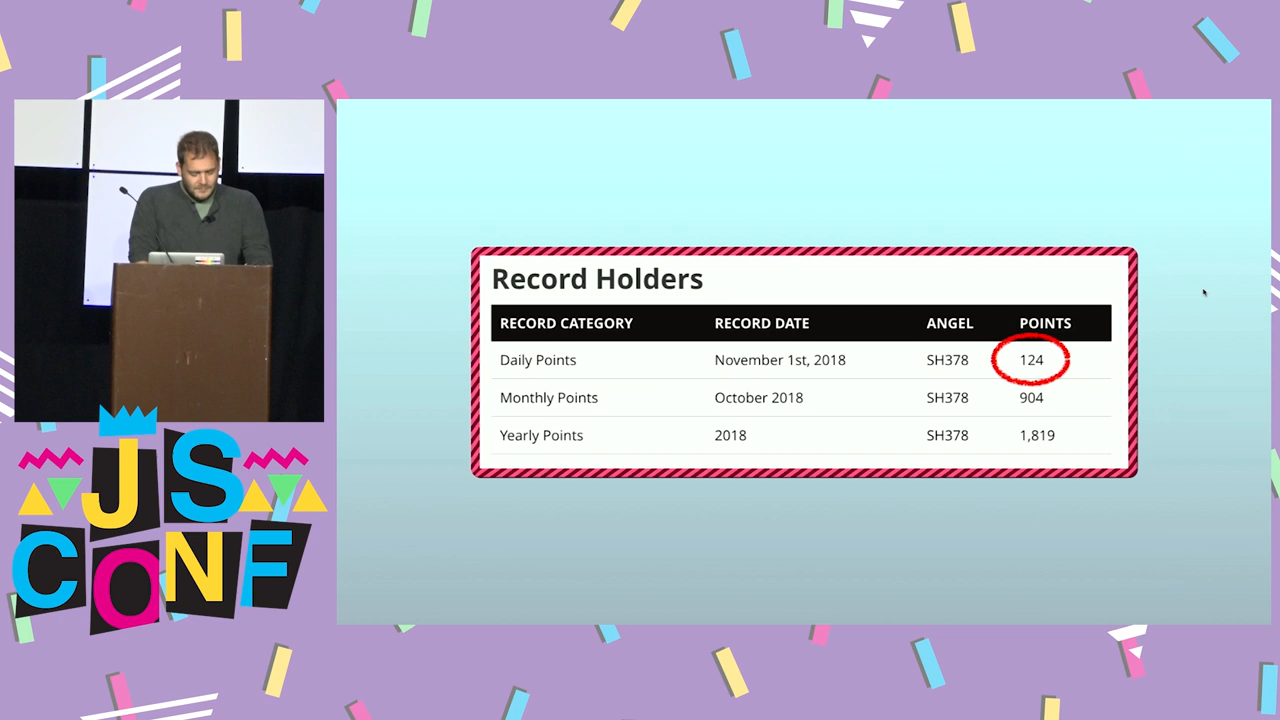 Record Holders
RECORD CATEGORY RECORD DATE ANGEL POINTS
Daily Points November 1st, 2018 SH378 124
Monthly Points October 2018 SH378 904
Yearly Points 2018 SH378 1,819
JS
CONF